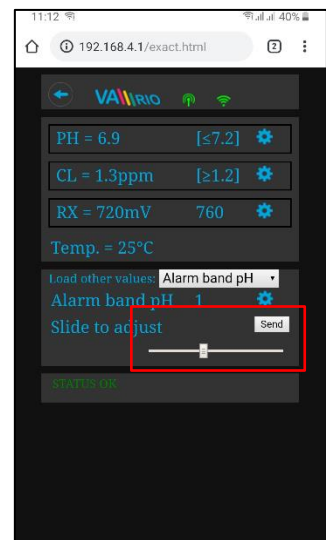 11:12 40%
192.168.4.1/exact.html 2
VAMRIO
PH = 6.9 [≤7.2]
CL = 1.3ppm [≥1.2]
RX = 720mV 760
Temp. = 25°C
Load other values: Alarm band pH
Alarm band pH 1
Slide to adjust Send
STATUS OK